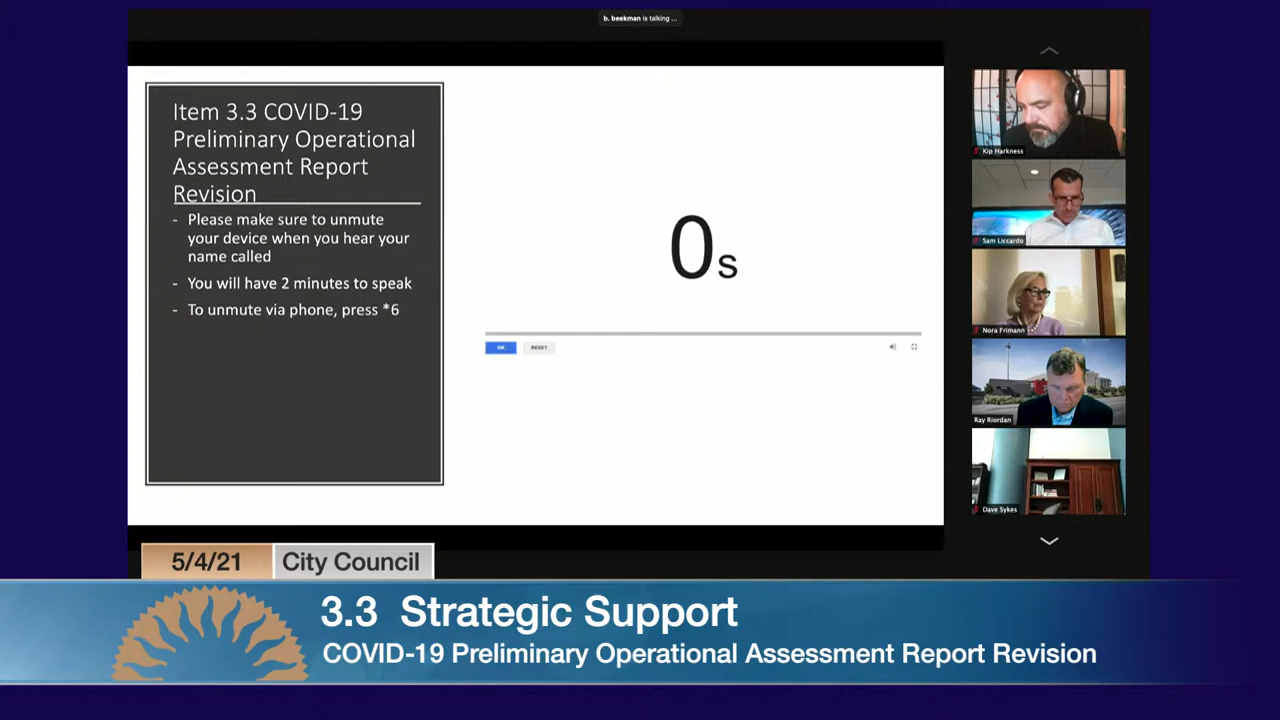 b. beekman is talking ...
Item 3.3 COVID-19
Preliminary Operational
Assessment Report
Revision
- Please make sure to unmute
your device when you hear your
name called
- You will have 2 minutes to speak
- To unmute via phone, press *6
0s
OK
RESET
Kip Harkness
Sam Liccardo
Nora Frimann
Ray Riordan
Dave Sykes
5/4/21
City Council
3.3 Strategic Support
COVID-19 Preliminary Operational Assessment Report Revision